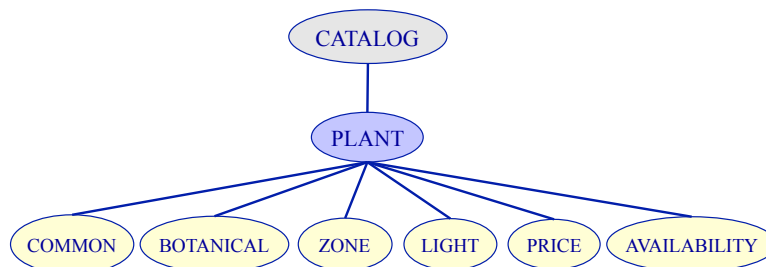 CATALOG
PLANT
COMMON BOTANICAL ZONE LIGHT PRICE AVAILABILITY